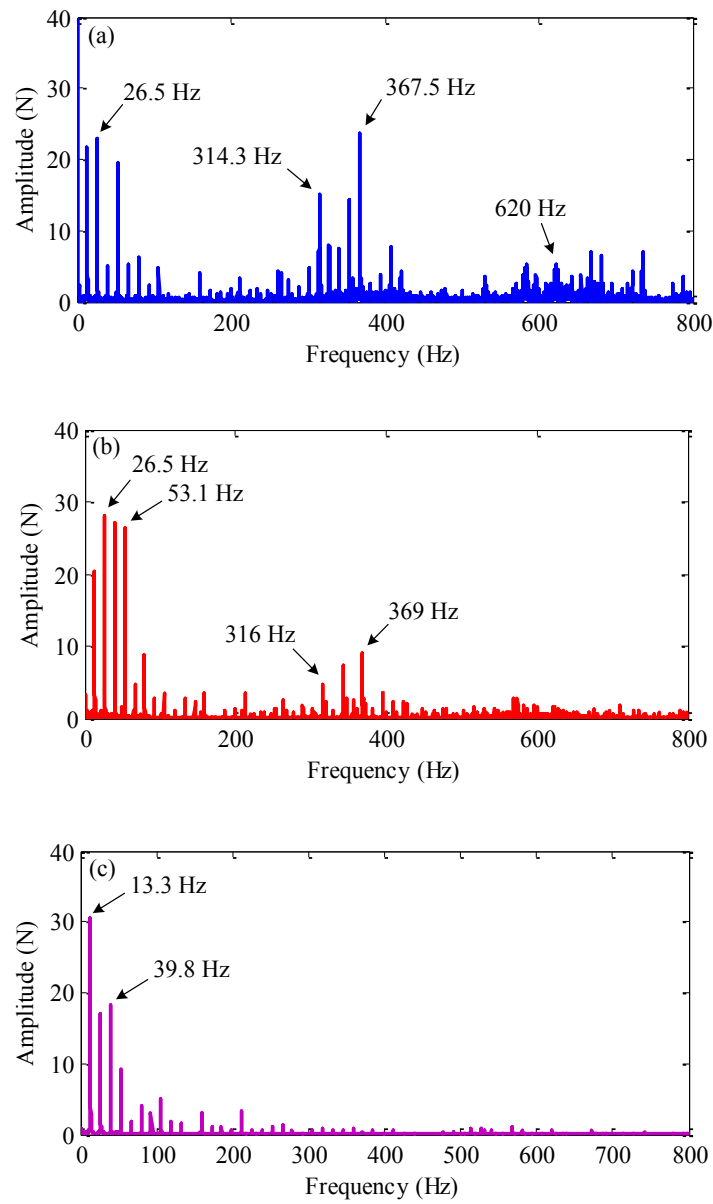 (a)
40
26.5 Hz
367.5 Hz
30
314.3 Hz
20
620 Hz
10
0
Amplitude (N)
0 200 400 600 800
Frequency (Hz)
(b)
40
26.5 Hz
53.1 Hz
30
20
316 Hz
369 Hz
10
0
Amplitude (N)
0 200 400 600 800
Frequency (Hz)
(c)
40
13.3 Hz
30
39.8 Hz
20
10
0
Amplitude (N)
0 100 200 300 400 500 600 700 800
Frequency (Hz)